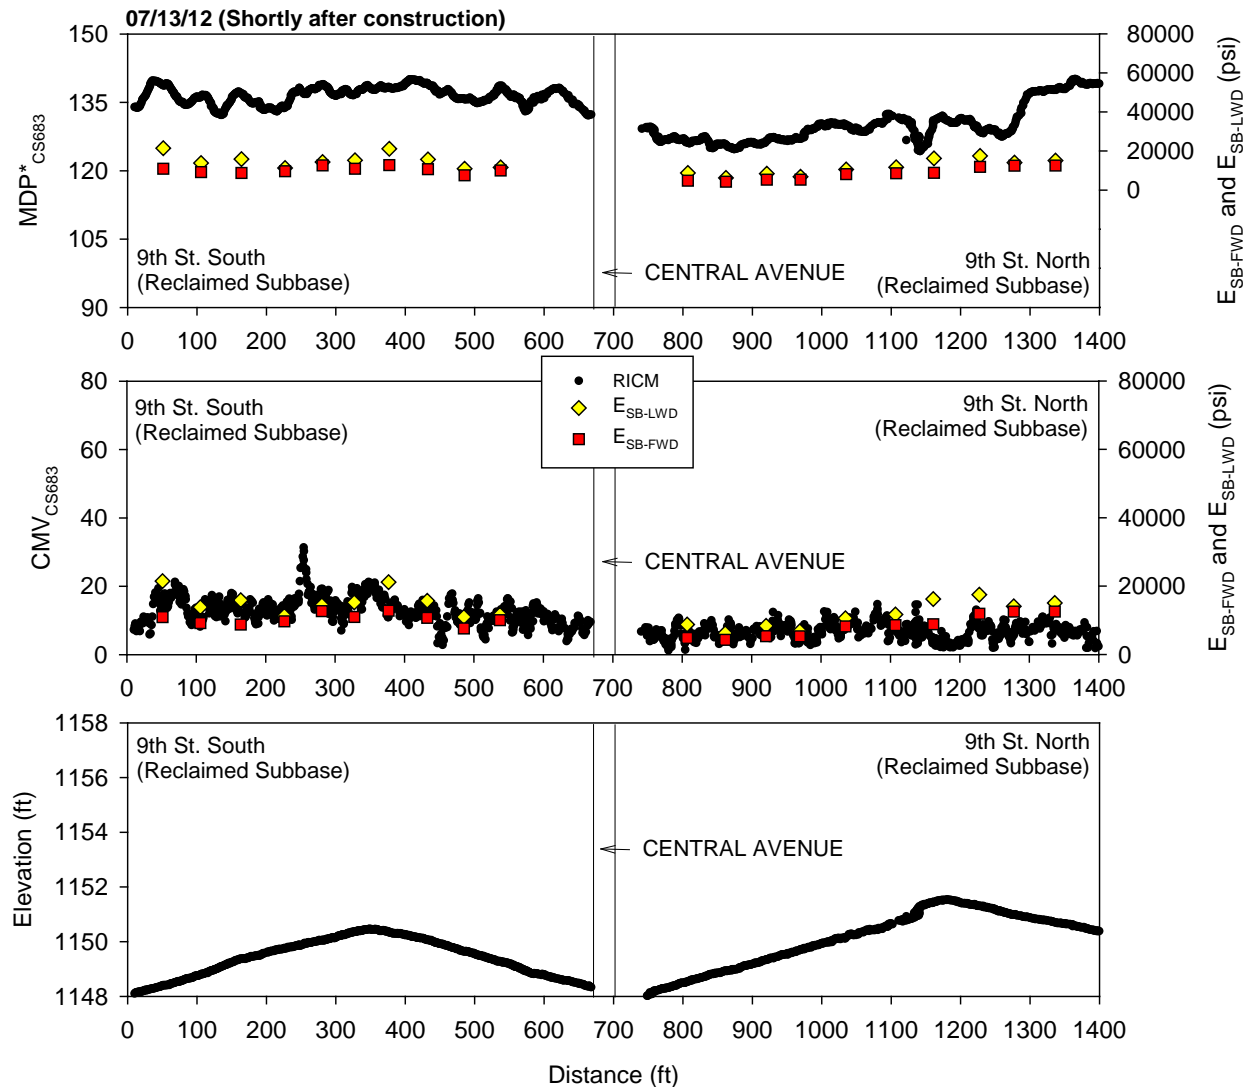 07/13/12 (Shortly after construction)
150
135
120
105
90
MDP*CS683
80000
60000
40000
20000
0
ESB-FWD and ESB-LWD (psi)
9th St. South
(Reclaimed Subbase)
CENTRAL AVENUE
9th St. North
(Reclaimed Subbase)
0 100 200 300 400 500 600 700 800 900 1000 1100 1200 1300 1400
80
60
40
20
0
CMVCS683
80000
60000
40000
20000
0
ESB-FWD and ESB-LWD (psi)
9th St. South
(Reclaimed Subbase)
RICM
ESB-LWD
ESB-FWD
9th St. North
(Reclaimed Subbase)
CENTRAL AVENUE
0 100 200 300 400 500 600 700 800 900 1000 1100 1200 1300 1400
1158
1156
1154
1152
1150
1148
Elevation (ft)
9th St. South
(Reclaimed Subbase)
9th St. North
(Reclaimed Subbase)
CENTRAL AVENUE
0 100 200 300 400 500 600 700 800 900 1000 1100 1200 1300 1400
Distance (ft)